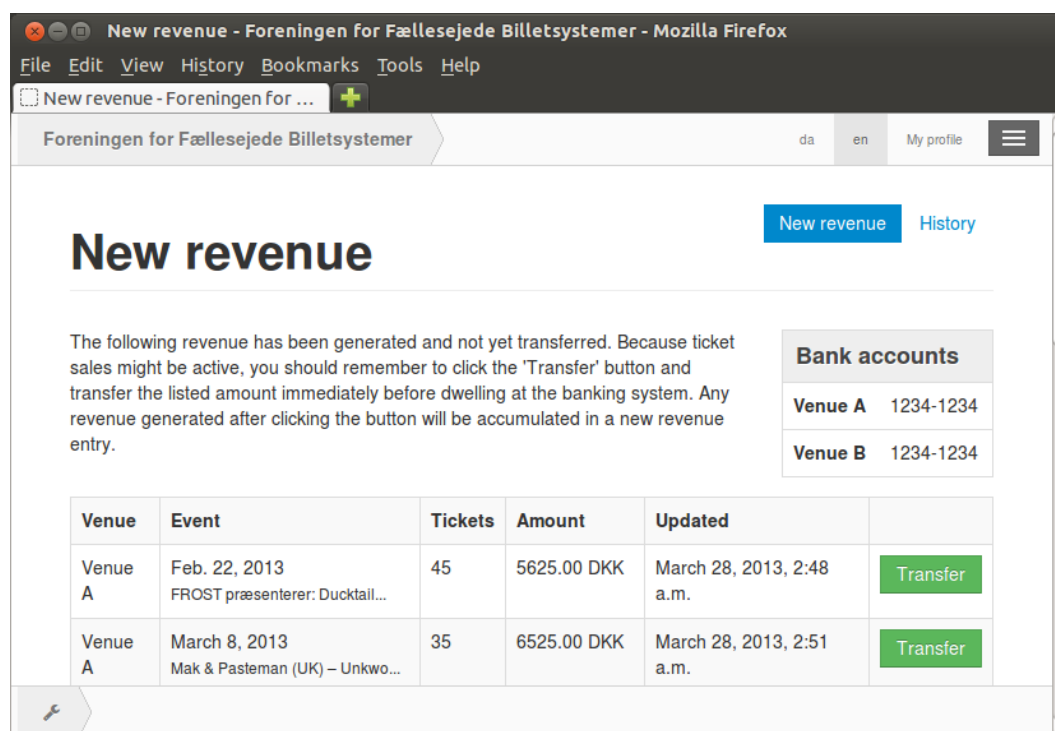 New revenue - Foreningen for Fællesejede Billetsystemer - Mozilla Firefox
File Edit View History Bookmarks Tools Help
New revenue - Foreningen for ...
Foreningen for Fællesejede Billetsystemer da en My profile
New revenue History
New revenue
The following revenue has been generated and not yet transferred. Because ticket
sales might be active, you should remember to click the 'Transfer' button and
transfer the listed amount immediately before dwelling at the banking system. Any
revenue generated after clicking the button will be accumulated in a new revenue
entry.
Bank accounts
Venue A 1234-1234
Venue B 1234-1234
Venue Event Tickets Amount Updated
Venue A Feb. 22, 2013 45 5625.00 DKK March 28, 2013, 2:48 a.m. Transfer
FROST præsenterer: Ducktail...
Venue A March 8, 2013 35 6525.00 DKK March 28, 2013, 2:51 a.m. Transfer
Mak & Pasteman (UK) – Unkwo...